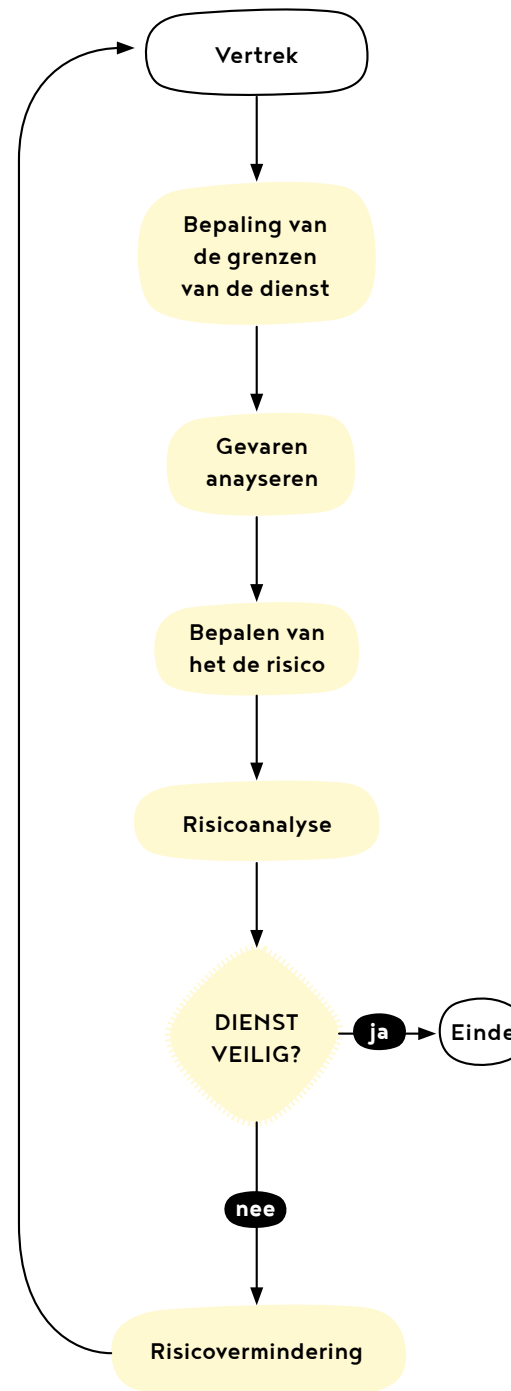 Vertrek
Bepaling van
de grenzen
van de dienst
Gevaren
anayseren
Bepalen van
het de risico
Risicoanalyse
DIENST
VEILIG?
ja
Einde
nee
Risicovermindering